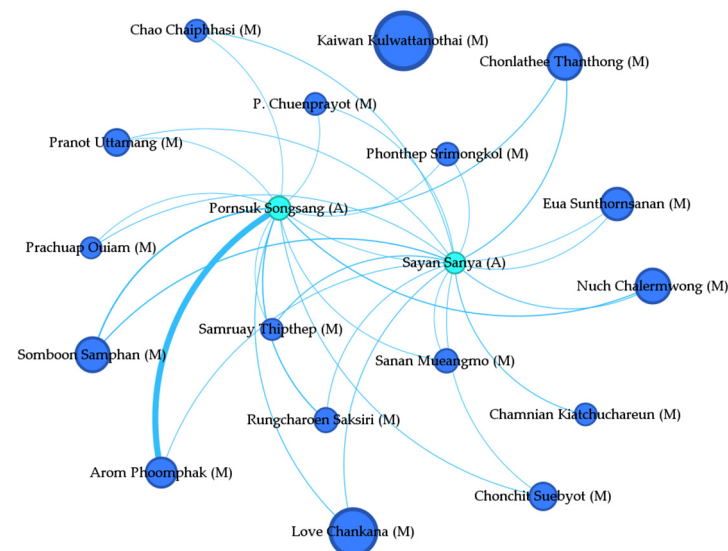 Chao Chaiphhasi (M)
Kaiwan Kulwattanothai (M)
Chonlathee Thanthong (M)
P. Chuenprayot (M)
Pranot Uttamang (M)
Phonthep Srimongkol (M)
Pornsuk Songsang (A)
Eua Sunthornsanan (M)
Prachuap Ouiam (M)
Sayan Sanya (A)
Nuch Chalermwong (M)
Samruay Thipthep (M)
Somboon Samphan (M)
Sanan Mueangmo (M)
Rungcharoen Saksiri (M)
Chamnian Kiatchuchareun (M)
Arom Phoomphak (M)
Chonchit Suebyot (M)
Love Chankana (M)